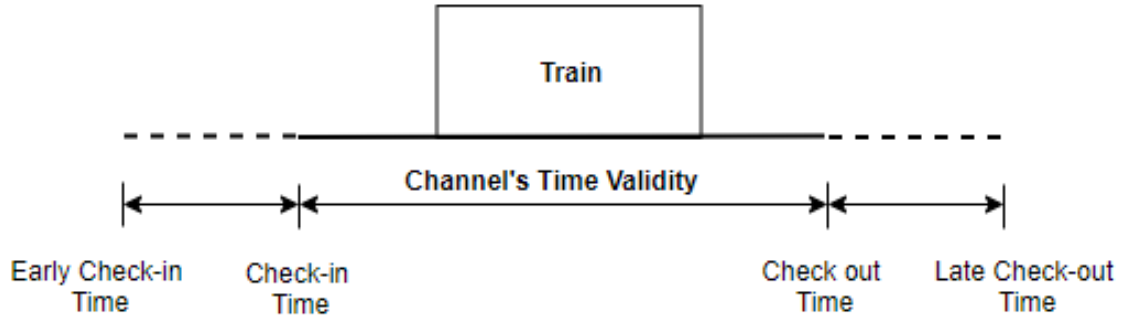 Train
Channel's Time Validity
Early Check-in
Time
Check-in
Time
Check out
Time
Late Check-out
Time